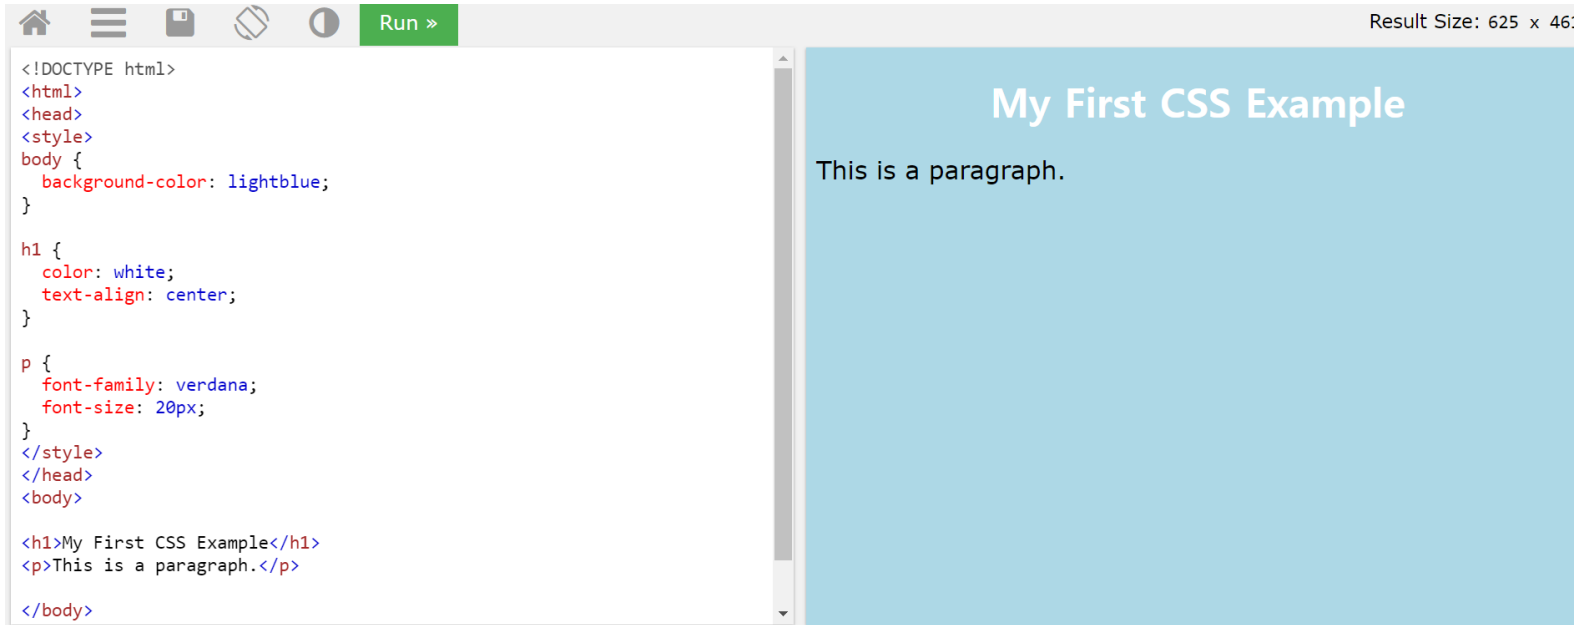 Run »
Result Size: 625 x 461
<!DOCTYPE html>
<html>
<head>
<style>
body {
  background-color: lightblue;
}

h1 {
  color: white;
  text-align: center;
}

p {
  font-family: verdana;
  font-size: 20px;
}
</style>
</head>
<body>

<h1>My First CSS Example</h1>
<p>This is a paragraph.</p>

</body>
My First CSS Example
This is a paragraph.